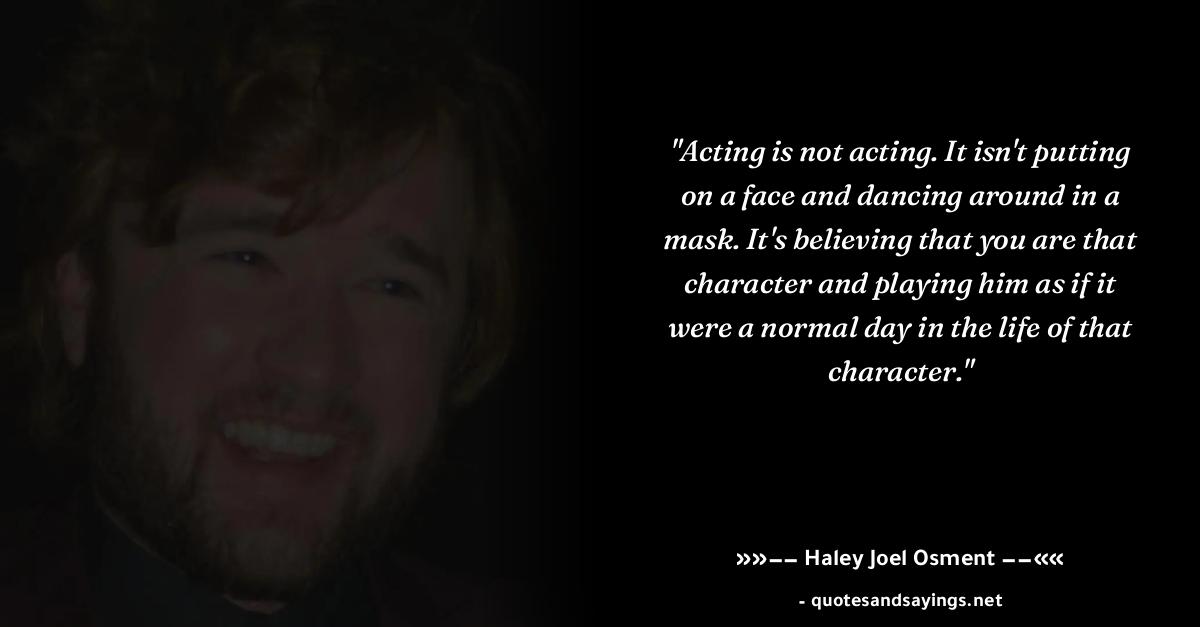 "Acting is not acting. It isn't putting
on a face and dancing around in a
mask. It's believing that you are that
character and playing him as if it
were a normal day in the life of that
character."
»»–– Haley Joel Osment ––««
- quotesandsayings.net